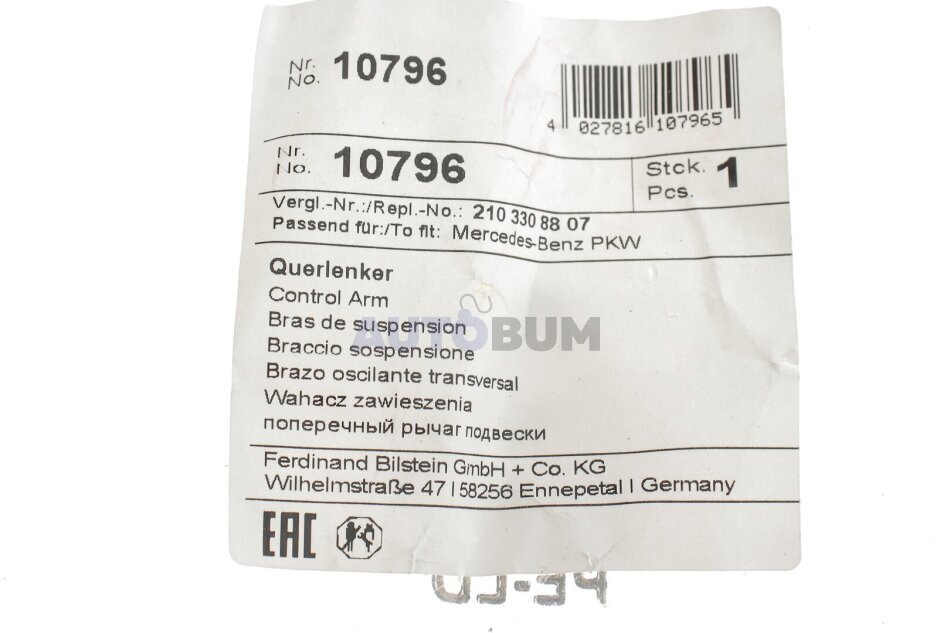 Nr.
No. 10796
4 027816 107965
Nr.
No. 10796
Stck.
Pcs. 1
Vergl.-Nr.:/Repl.-No.: 210 330 88 07
Passend für:/To fit: Mercedes-Benz PKW
Querlenker
Control Arm
Bras de suspension
AUTOBUM
Braccio sospensione
Brazo oscilante transversal
Wahacz zawieszenia
поперечный рычаг подвески
Ferdinand Bilstein GmbH + Co. KG
Wilhelmstraße 47 | 58256 Ennepetal | Germany
EAC